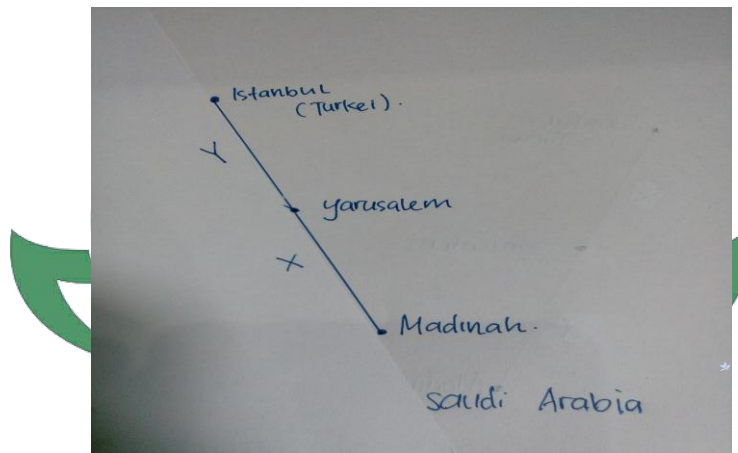 Istanbul
(Turkei).
Y
yarusalem
X
Madinah.
Saudi Arabia